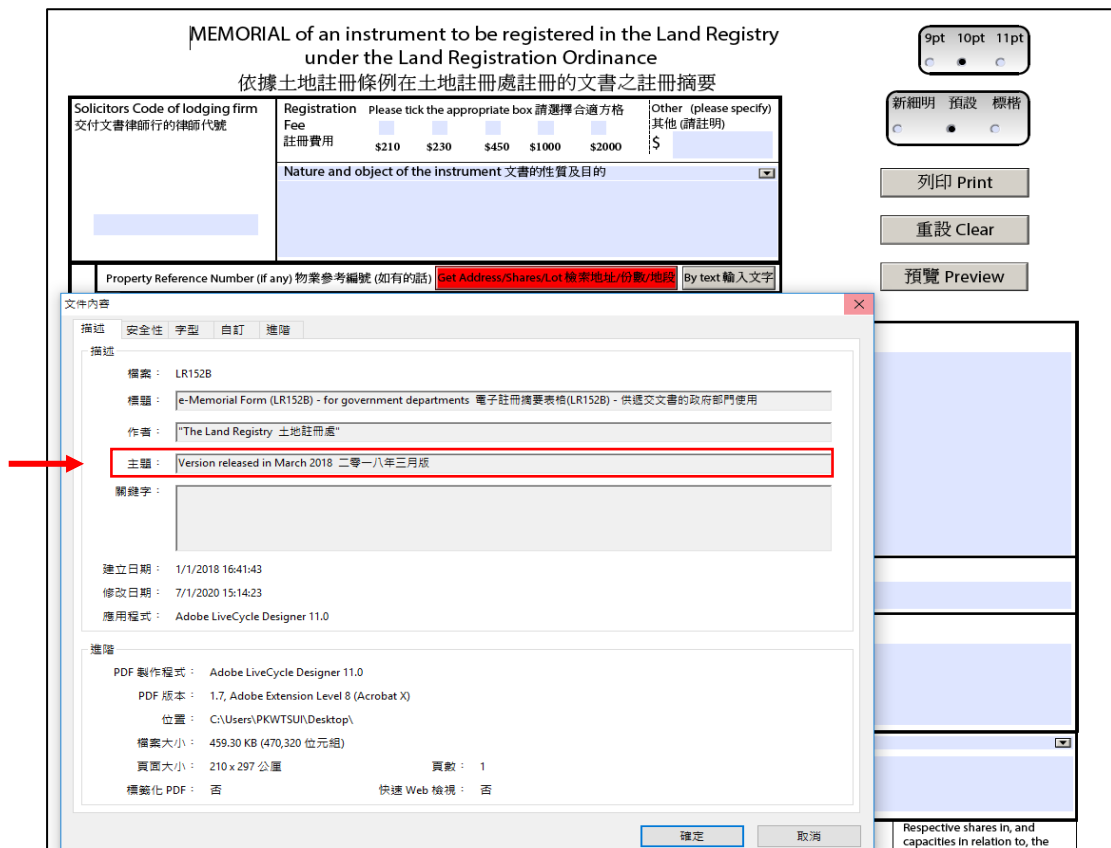 MEMORIAL of an instrument to be registered in the Land Registry
under the Land Registration Ordinance
依據土地註冊條例在土地註冊處註冊的文書之註冊摘要
9pt 10pt 11pt
新細明 預設 標楷
列印 Print
重設 Clear
預覽 Preview
Solicitors Code of lodging firm
交付文書律師行的律師代號
Registration Fee
註冊費用
Please tick the appropriate box 請選擇合適方格
$210 $230 $450 $1000 $2000
Other (please specify)
其他 (請註明)
$
Nature and object of the instrument 文書的性質及目的
Property Reference Number (if any) 物業參考編號 (如有的話) Get Address/Shares/Lot 檢索地址/份數/地段 By text 輸入文字
文件內容
描述 安全性 字型 自訂 進階
描述
檔案： LR152B
標題： e-Memorial Form (LR152B) - for government departments 電子註冊摘要表格(LR152B) - 供遞交文書的政府部門使用
作者： "The Land Registry 土地註冊處"
主題： Version released in March 2018 二零一八年三月版
關鍵字：
建立日期： 1/1/2018 16:41:43
修改日期： 7/1/2020 15:14:23
應用程式： Adobe LiveCycle Designer 11.0
進階
PDF 製作程式： Adobe LiveCycle Designer 11.0
PDF 版本： 1.7, Adobe Extension Level 8 (Acrobat X)
位置： C:\Users\PKWTSUI\Desktop\
檔案大小： 459.30 KB (470,320 位元組)
頁面大小： 210 x 297 公厘 頁數： 1
標籤化 PDF： 否 快速 Web 檢視： 否
確定 取消
Respective shares in, and
capacities in relation to, the